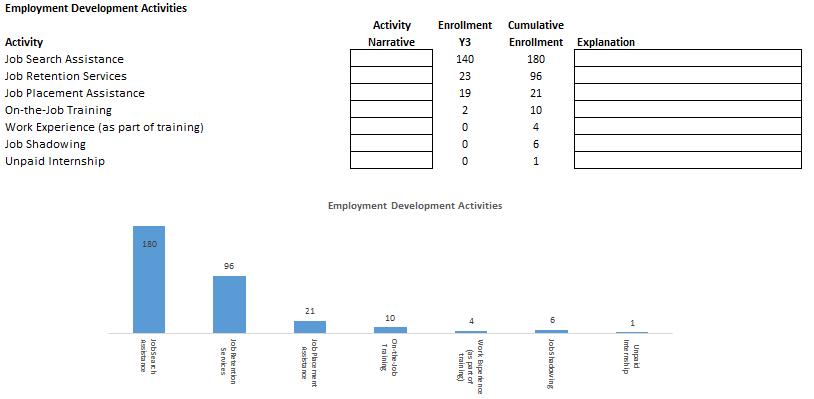 Employment Development Activities
Activity Enrollment Cumulative
Activity Narrative Y3 Enrollment Explanation
Job Search Assistance 140 180
Job Retention Services 23 96
Job Placement Assistance 19 21
On-the-Job Training 2 10
Work Experience (as part of training) 0 4
Job Shadowing 0 6
Unpaid Internship 0 1
Employment Development Activities
180
96
21
10
4
6
1
Job Search
Assistance
Job Retention
Services
Job Placement
Assistance
On-the-Job
Training
Work Experience
(as part of
training)
Job Shadowing
Unpaid
Internship